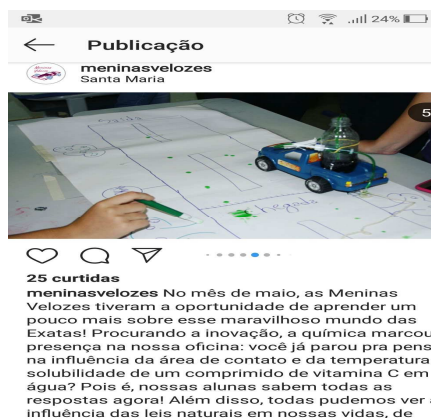 24%
Publicação
meninasvelozes
Santa Maria
5
25 curtidas
meninasvelozes No mês de maio, as Meninas
Velozes tiveram a oportunidade de aprender um
pouco mais sobre esse maravilhoso mundo das
Exatas! Procurando a inovação, a química marcou
presença na nossa oficina: você já parou pra pens
na influência da área de contato e da temperatura
solubilidade de um comprimido de vitamina C em
água? Pois é, nossas alunas sabem todas as
respostas agora! Além disso, todas pudemos ver a
influência das leis naturais em nossas vidas, de